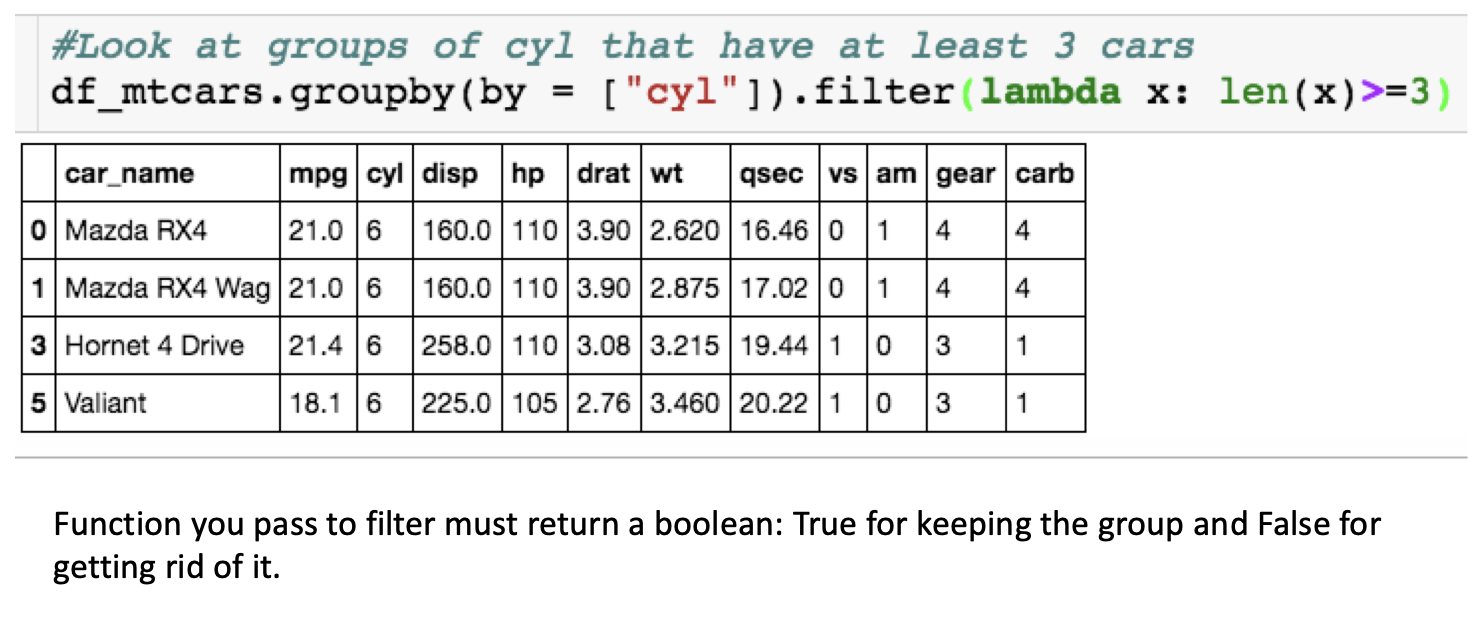 #Look at groups of cyl that have at least 3 cars
df_mtcars.groupby(by = ["cyl"]).filter(lambda x: len(x)>=3)
car_name mpg cyl disp hp drat wt qsec vs am gear carb
0 Mazda RX4 21.0 6 160.0 110 3.90 2.620 16.46 0 1 4 4
1 Mazda RX4 Wag 21.0 6 160.0 110 3.90 2.875 17.02 0 1 4 4
3 Hornet 4 Drive 21.4 6 258.0 110 3.08 3.215 19.44 1 0 3 1
5 Valiant 18.1 6 225.0 105 2.76 3.460 20.22 1 0 3 1
Function you pass to filter must return a boolean: True for keeping the group and False for
getting rid of it.